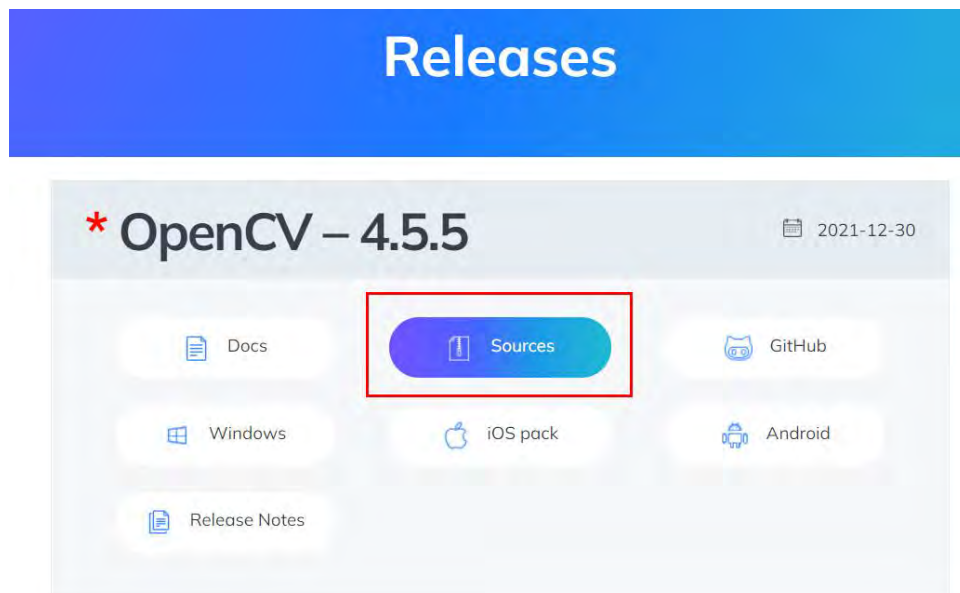 Releases
* OpenCV – 4.5.5
2021-12-30
Docs
Sources
GitHub
Windows
iOS pack
Android
Release Notes